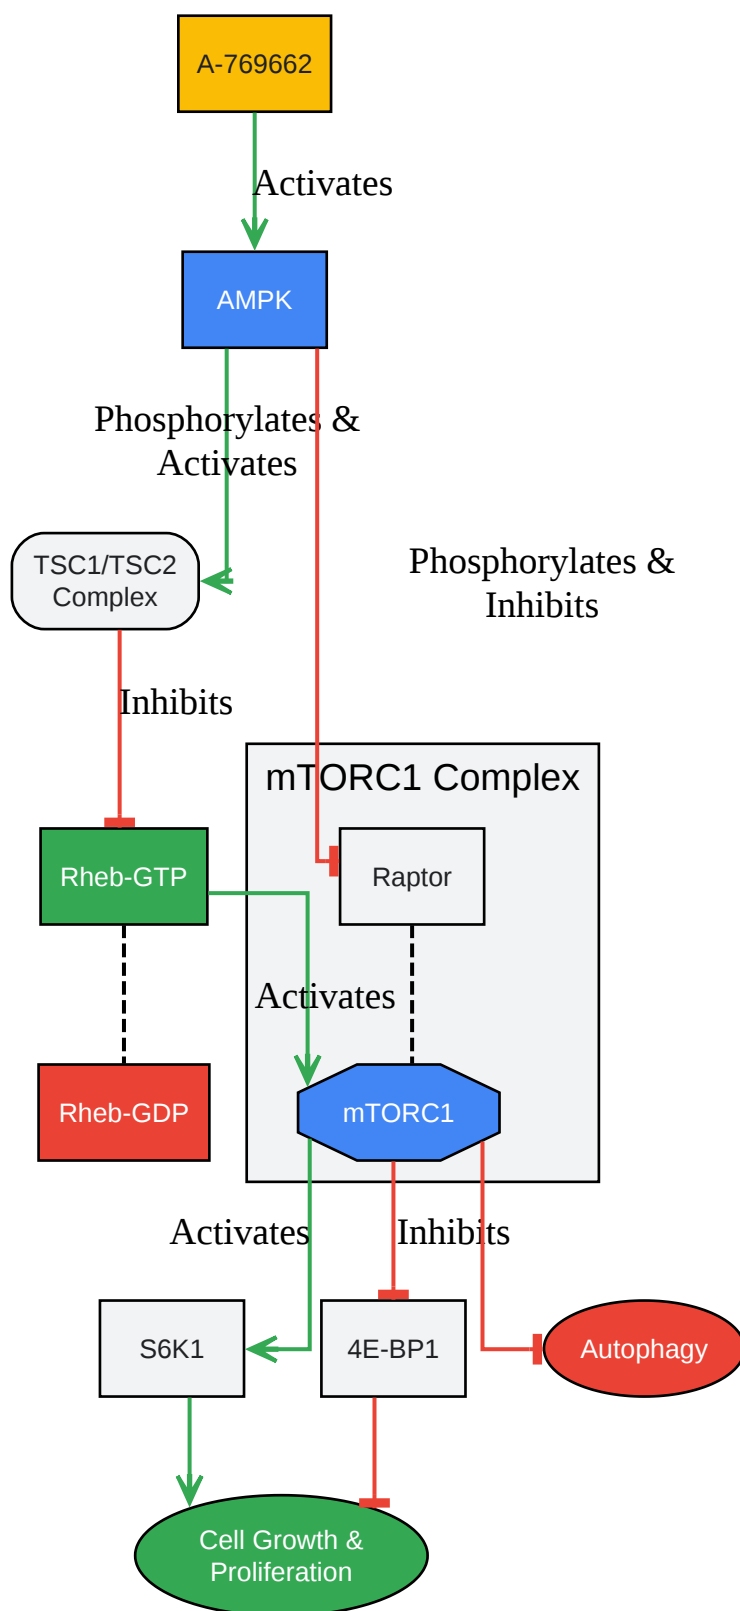 A-769662
Activates
AMPK
Phosphorylates &
Activates
TSC1/TSC2
Complex
Phosphorylates &
Inhibits
Inhibits
mTORC1 Complex
Rheb-GTP
Raptor
Activates
Rheb-GDP
mTORC1
Activates
Inhibits
S6K1
4E-BP1
Autophagy
Cell Growth &
Proliferation